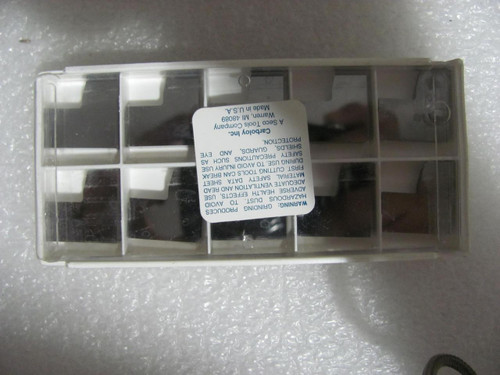 WARNING: GRINDING PRODUCES
HAZARDOUS DUST. TO AVOID
ADVERSE HEALTH EFFECTS, USE
ADEQUATE VENTILATION AND READ
MATERIAL SAFETY DATA SHEET
FIRST. CUTTING TOOLS CAN BREAK
DURING USE. TO AVOID INJURY USE
SAFETY PRECAUTIONS SUCH AS
SHIELDS, GUARDS, AND EYE
PROTECTION.
Carboloy Inc.
A Seco Tools Company
Warren, MI 48089
Made in U.S.A.